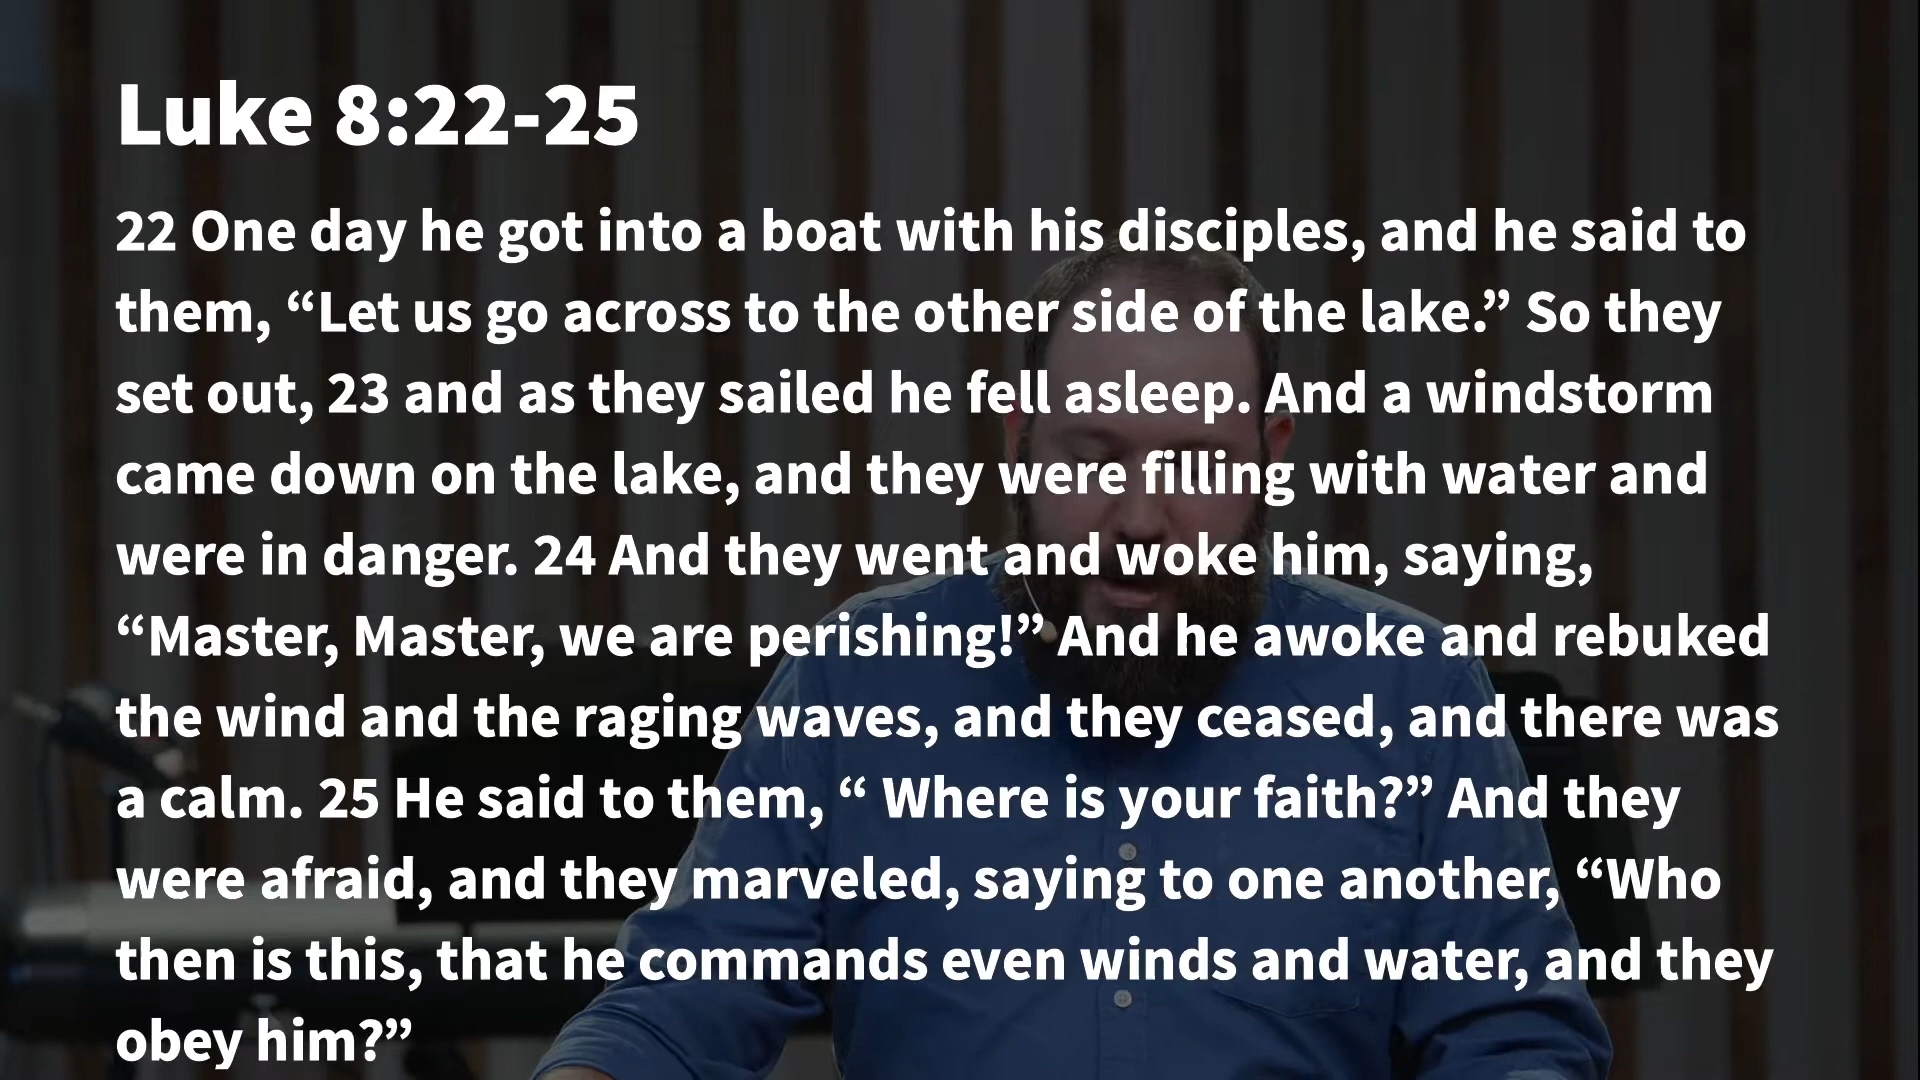 Luke 8:22-25
22 One day he got into a boat with his disciples, and he said to
them, “Let us go across to the other side of the lake.” So they
set out, 23 and as they sailed he fell asleep. And a windstorm
came down on the lake, and they were filling with water and
were in danger. 24 And they went and woke him, saying,
“Master, Master, we are perishing!” And he awoke and rebuked
the wind and the raging waves, and they ceased, and there was
a calm. 25 He said to them, “ Where is your faith?” And they
were afraid, and they marveled, saying to one another, “Who
then is this, that he commands even winds and water, and they
obey him?”